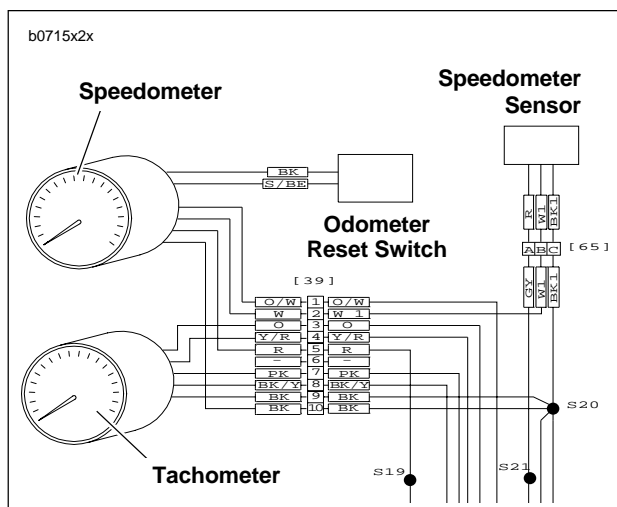 b0715x2x
Speedometer
Speedometer
Sensor
BK
S/BE
Odometer
Reset Switch
R
W1
BK1
A B C [65]
GY
W1
BK1
[39]
O/W 1 O/W
W 2 W 1
O 3 O
Y/R 4 Y/R
R 5 R
– 6 –
PK 7 PK
BK/Y 8 BK/Y
BK 9 BK
BK 10 BK
S20
Tachometer
S19
S21